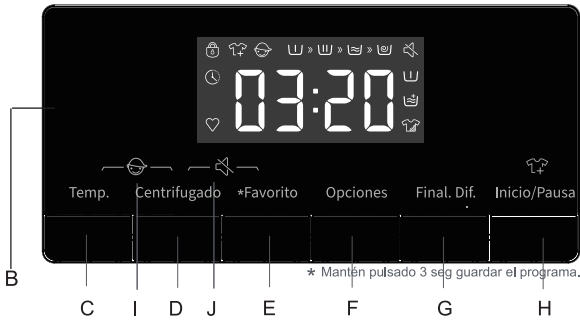 03:20
Temp. Centrifugado *Favorito Opciones Final. Dif. Inicio/Pausa
* Mantén pulsado 3 seg guardar el programa.
B
C I D J E F G H